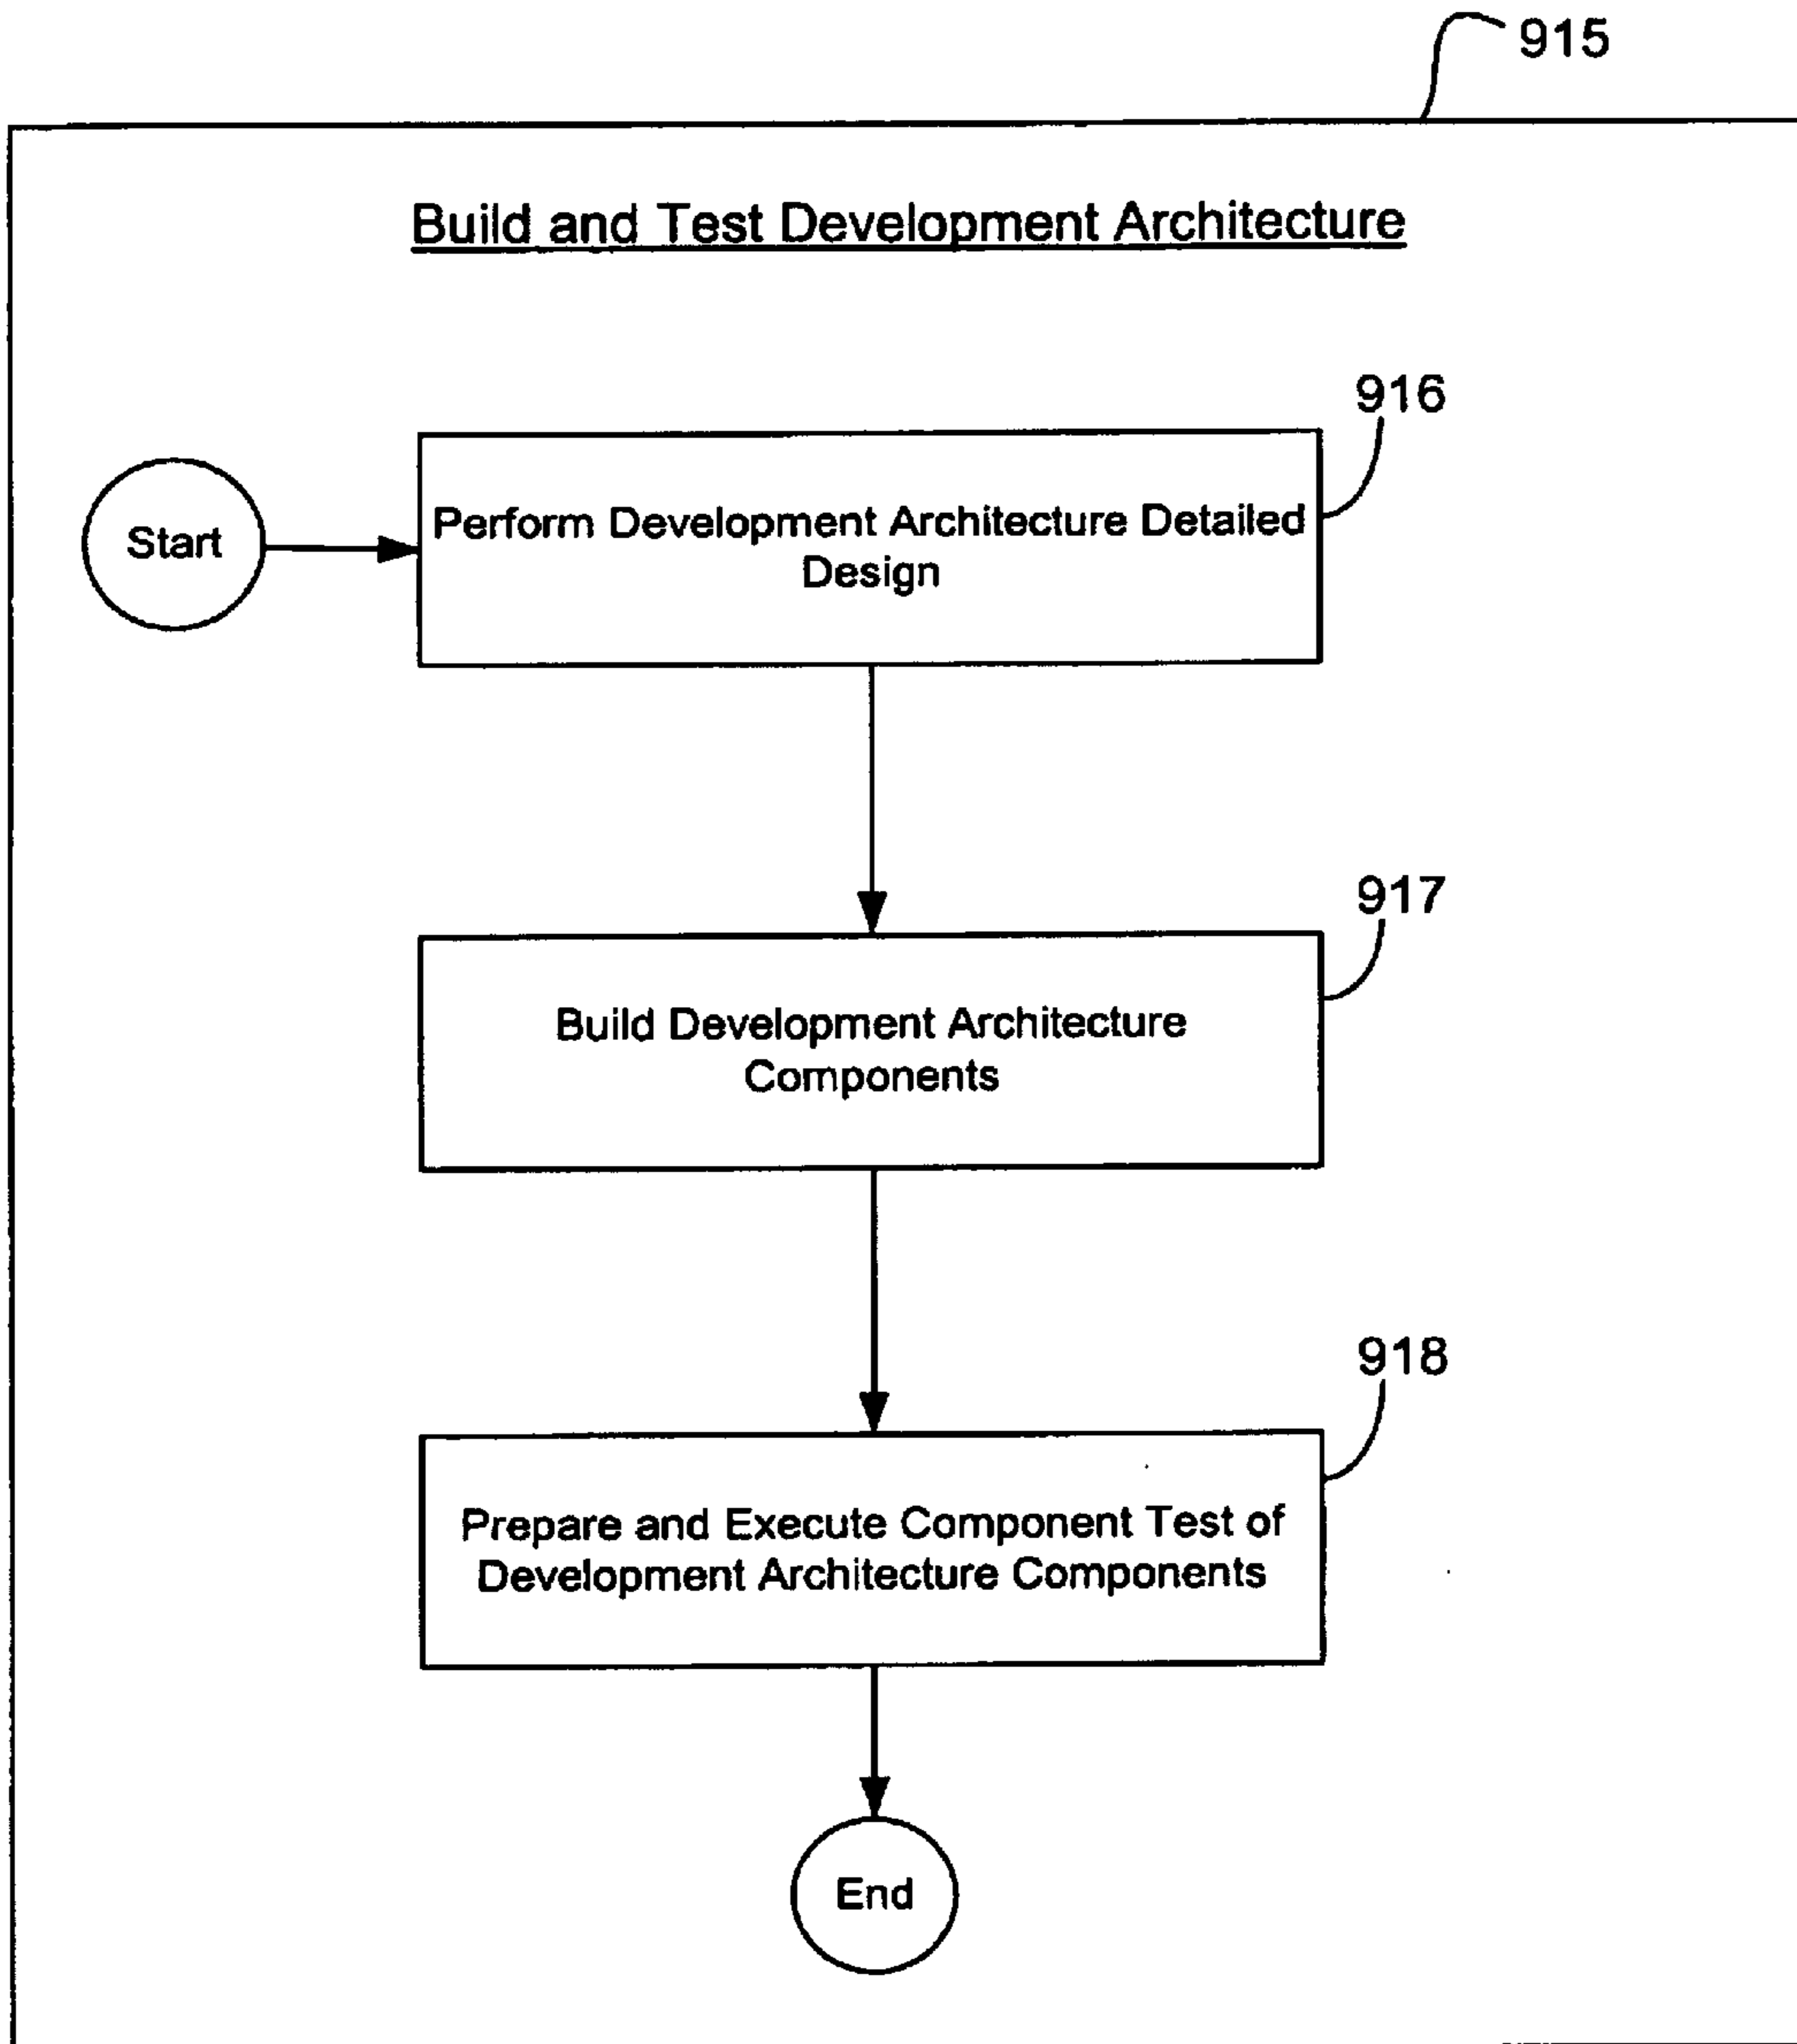 915
Build and Test Development Architecture
916
Start
Perform Development Architecture Detailed
Design
917
Build Development Architecture
Components
918
Prepare and Execute Component Test of
Development Architecture Components
End